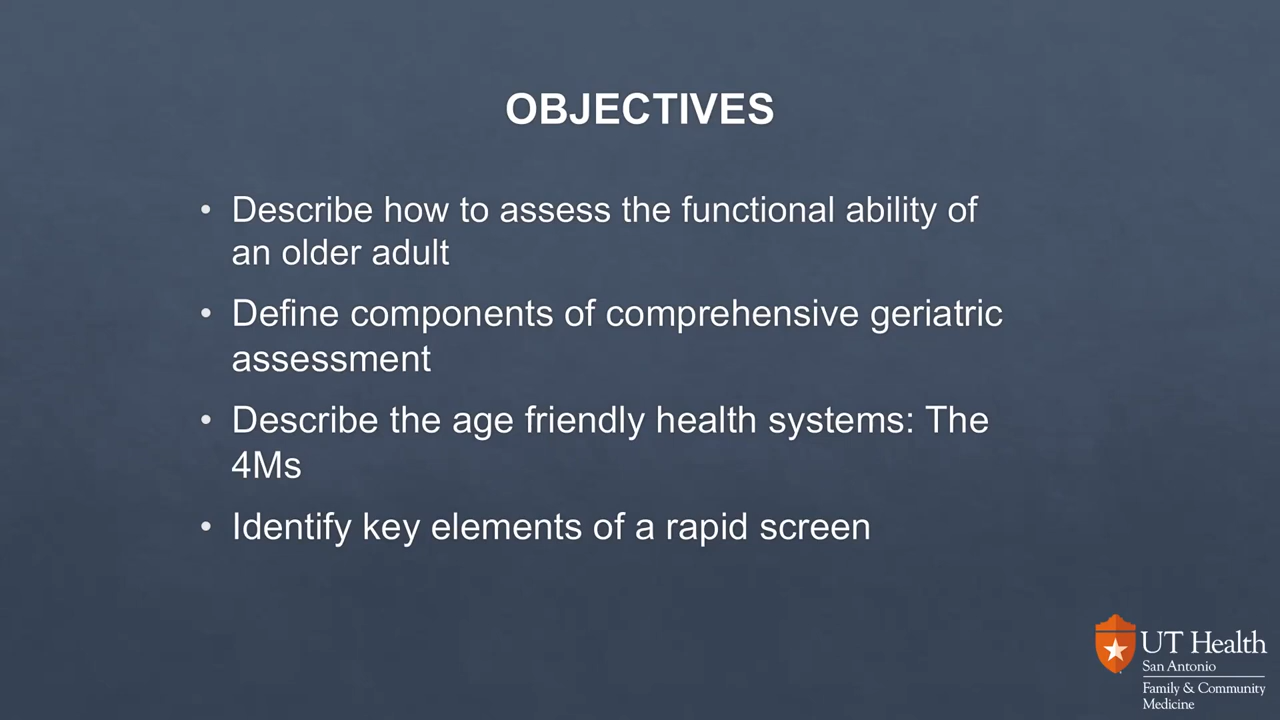 OBJECTIVES
• Describe how to assess the functional ability of
an older adult
• Define components of comprehensive geriatric
assessment
• Describe the age friendly health systems: The
4Ms
• Identify key elements of a rapid screen
UT Health
San Antonio
Family & Community
Medicine